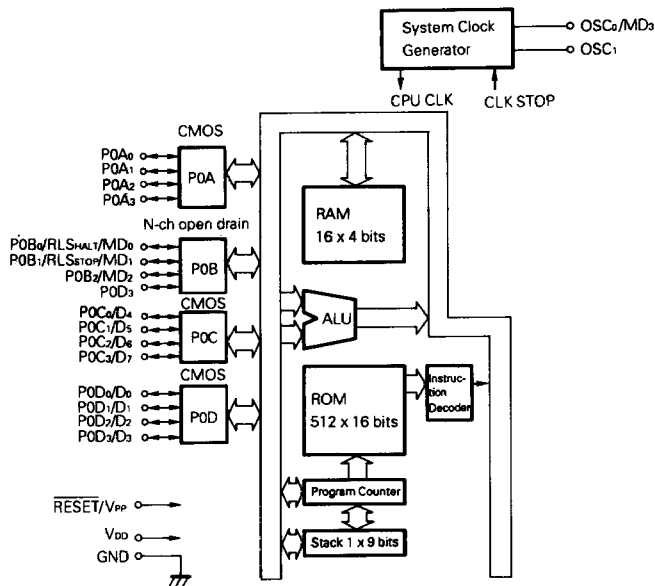 System Clock
Generator
OSC₀/MD₃
OSC₁
CPU CLK
CLK STOP
CMOS
P0A₀
P0A₁
P0A₂
P0A₃
P0A
RAM
16 x 4 bits
N-ch open drain
P0B₀/RLSHALT/MD₀
P0B₁/RLSSTOP/MD₁
P0B₂/MD₂
P0D₃
P0B
CMOS
P0C₀/D₄
P0C₁/D₅
P0C₂/D₆
P0C₃/D₇
P0C
ALU
CMOS
P0D₀/D₀
P0D₁/D₁
P0D₂/D₂
P0D₃/D₃
P0D
ROM
512 x 16 bits
Instruc-
tion
Decoder
Program Counter
Stack 1 x 9 bits
R̅E̅S̅E̅T̅/VPP
VDD
GND